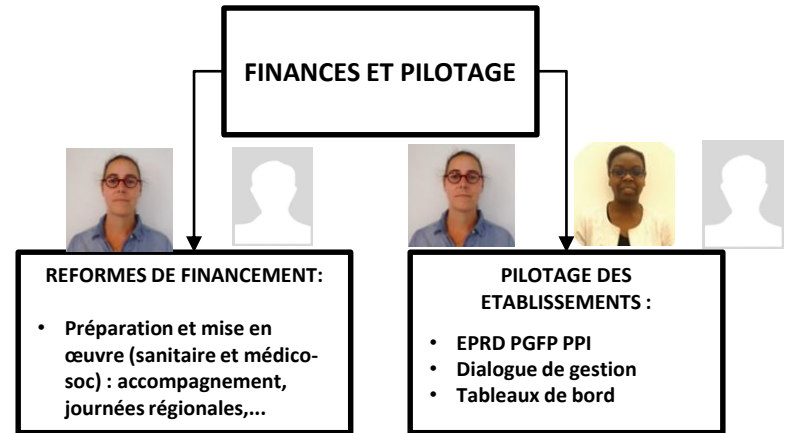 FINANCES ET PILOTAGE
REFORMES DE FINANCEMENT:
• Préparation et mise en
œuvre (sanitaire et médico-
soc) : accompagnement,
journées régionales,...
PILOTAGE DES
ETABLISSEMENTS :
• EPRD PGFP PPI
• Dialogue de gestion
• Tableaux de bord